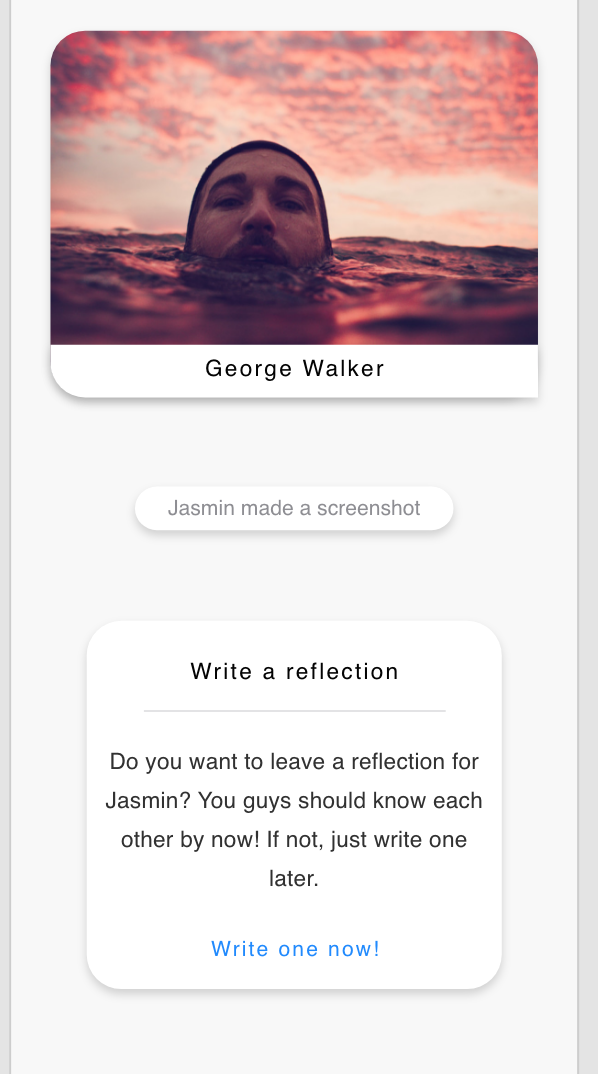 George Walker
Jasmin made a screenshot
Write a reflection
Do you want to leave a reflection for
Jasmin? You guys should know each
other by now! If not, just write one
later.
Write one now!